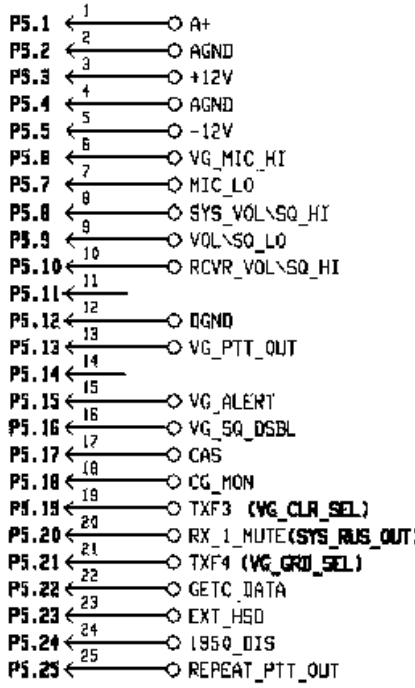 P5.1 1 A+
P5.2 2 AGND
P5.3 3 +12V
P5.4 4 AGND
P5.5 5 -12V
P5.6 6 VG_MIC_HI
P5.7 7 MIC_LO
P5.8 8 SYS_VOL\SQ_HI
P5.9 9 VOL\SQ_LO
P5.10 10 RCVR_VOL\SQ_HI
P5.11 11
P5.12 12 DGND
P5.13 13 VG_PTT_OUT
P5.14 14
P5.15 15 VG_ALERT
P5.16 16 VG_SQ_DSBL
P5.17 17 CAS
P5.18 18 CG_MON
P5.19 19 TXF3 (VG_CLR_SEL)
P5.20 20 RX_1_MUTE(SYS_RUS_OUT)
P5.21 21 TXF4 (VG_GRD_SEL)
P5.22 22 GETC_DATA
P5.23 23 EXT_HSD
P5.24 24 1950_DIS
P5.25 25 REPEAT_PTT_OUT